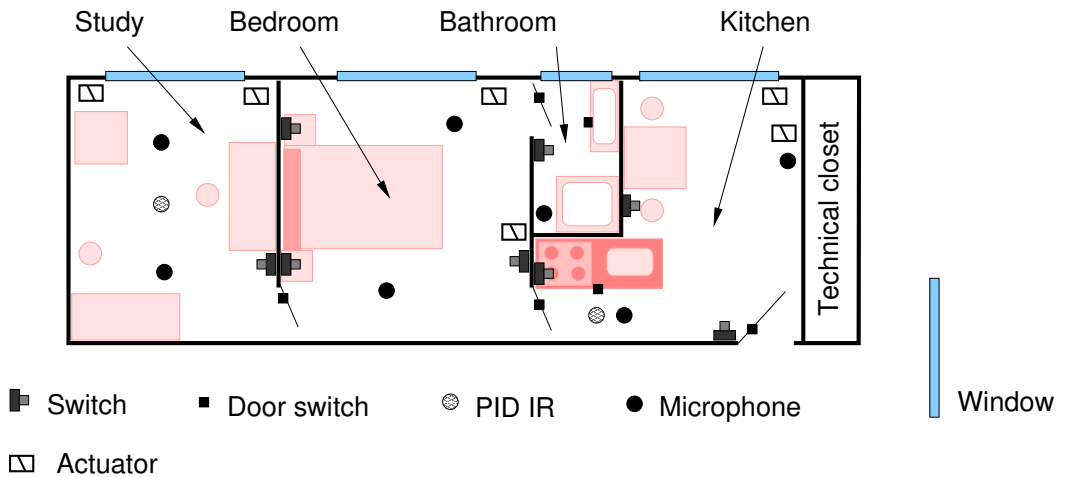 Study
Bedroom
Bathroom
Kitchen
Technical closet
Switch
Door switch
PID IR
Microphone
Window
Actuator